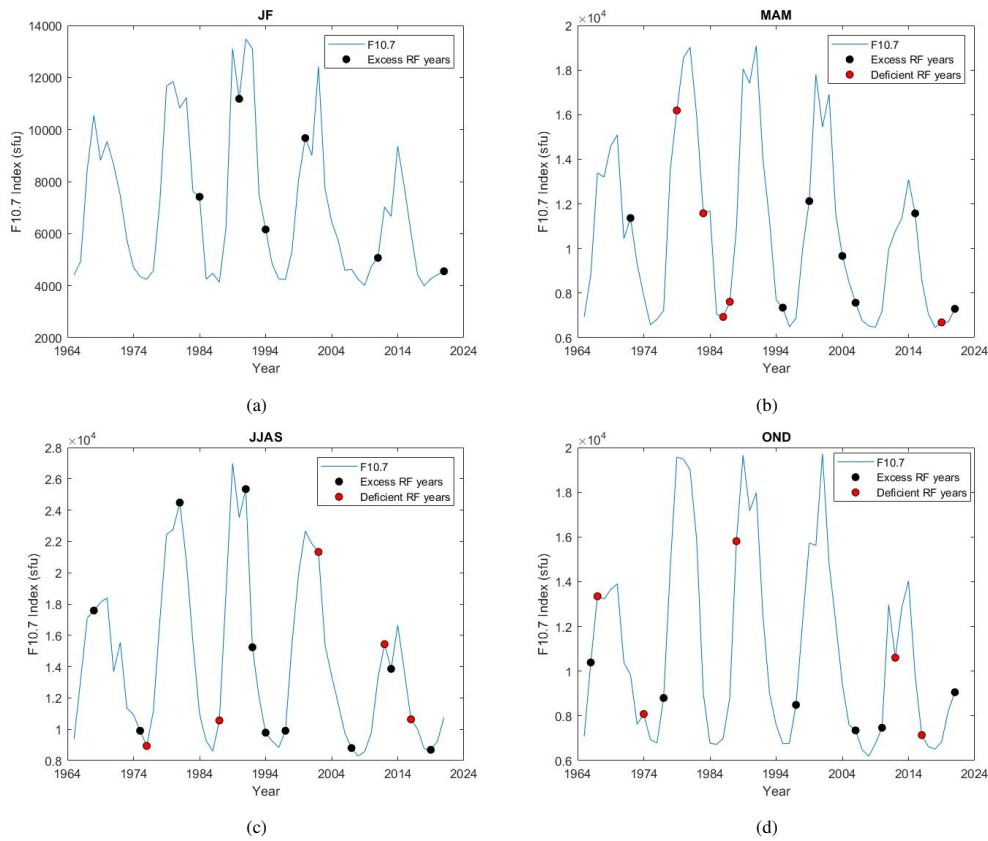 JF
F10.7 Index (sfu)
14000
12000
10000
8000
6000
4000
2000
1964 1974 1984 1994 2004 2014 2024
Year
F10.7
Excess RF years
(a)
MAM
×10⁴
F10.7 Index (sfu)
2
1.8
1.6
1.4
1.2
1
0.8
0.6
1964 1974 1984 1994 2004 2014 2024
Year
F10.7
Excess RF years
Deficient RF years
(b)
JJAS
×10⁴
F10.7 Index (sfu)
2.8
2.6
2.4
2.2
2
1.8
1.6
1.4
1.2
1
0.8
1964 1974 1984 1994 2004 2014 2024
Year
F10.7
Excess RF years
Deficient RF years
(c)
OND
×10⁴
F10.7 Index (sfu)
2
1.8
1.6
1.4
1.2
1
0.8
0.6
1964 1974 1984 1994 2004 2014 2024
Year
F10.7
Excess RF years
Deficient RF years
(d)